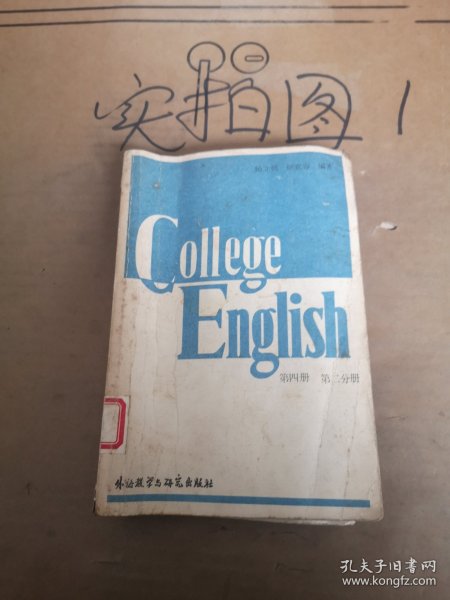 实拍图1
College
English
第四册 第二分册
外语教学与研究出版社
孔夫子旧书网
www.kongfz.com